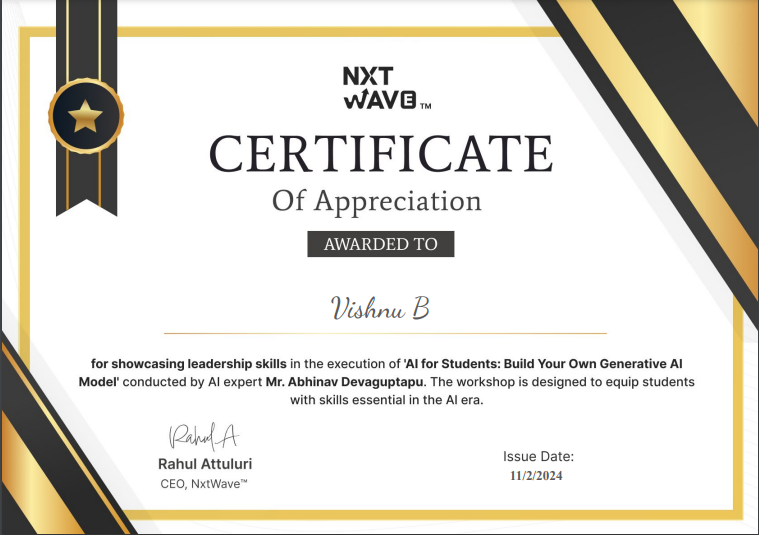 NXT
WAVE™
CERTIFICATE
Of Appreciation
AWARDED TO
Vishnu B
for showcasing leadership skills in the execution of 'AI for Students: Build Your Own Generative AI
Model' conducted by AI expert Mr. Abhinav Devaguptapu. The workshop is designed to equip students
with skills essential in the AI era.
Rahul A
Rahul Attuluri
CEO, NxtWave™
Issue Date:
11/2/2024